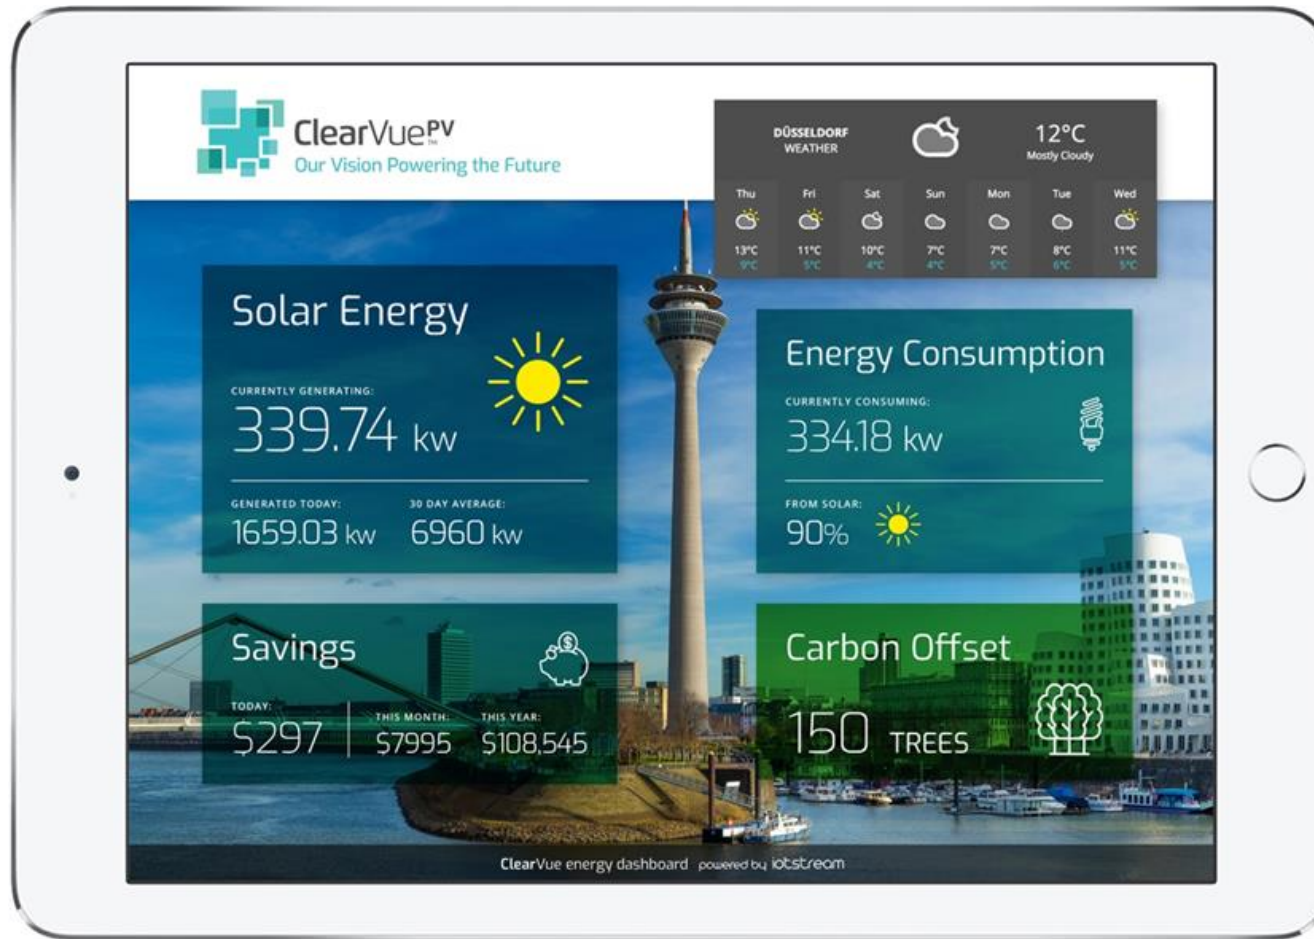 ClearVuePV
TM
Our Vision Powering the Future
DÜSSELDORF
WEATHER
12°C
Mostly Cloudy
Thu Fri Sat Sun Mon Tue Wed
13°C 11°C 10°C 7°C 7°C 8°C 11°C
9°C 5°C 4°C 4°C 5°C 6°C 5°C
Solar Energy
CURRENTLY GENERATING:
339.74 kw
GENERATED TODAY: 30 DAY AVERAGE:
1659.03 kw 6960 kw
Energy Consumption
CURRENTLY CONSUMING:
334.18 kw
FROM SOLAR:
90%
Savings
$
TODAY: THIS MONTH: THIS YEAR:
$297 $7995 $108,545
Carbon Offset
150 TREES
ClearVue energy dashboard powered by iotstream